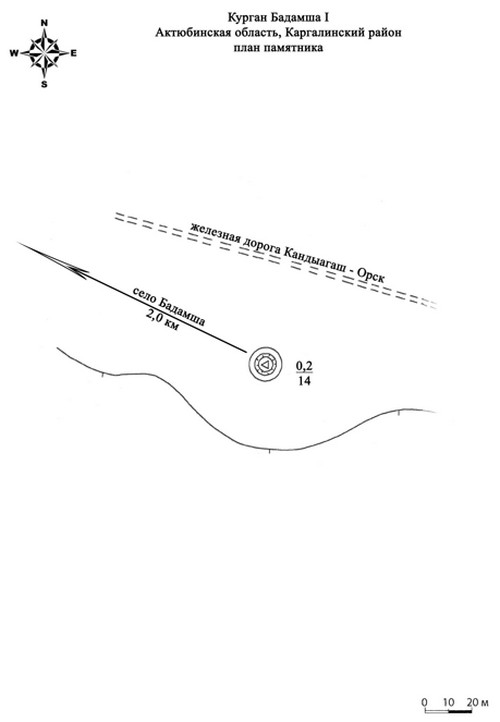 Курган Бадамша I
Актюбинская область, Каргалинский район
план памятника
N
W
E
S
железная дорога Кандыагаш - Орск
село Бадамша
2,0 км
0,2
14
0 10 20 м